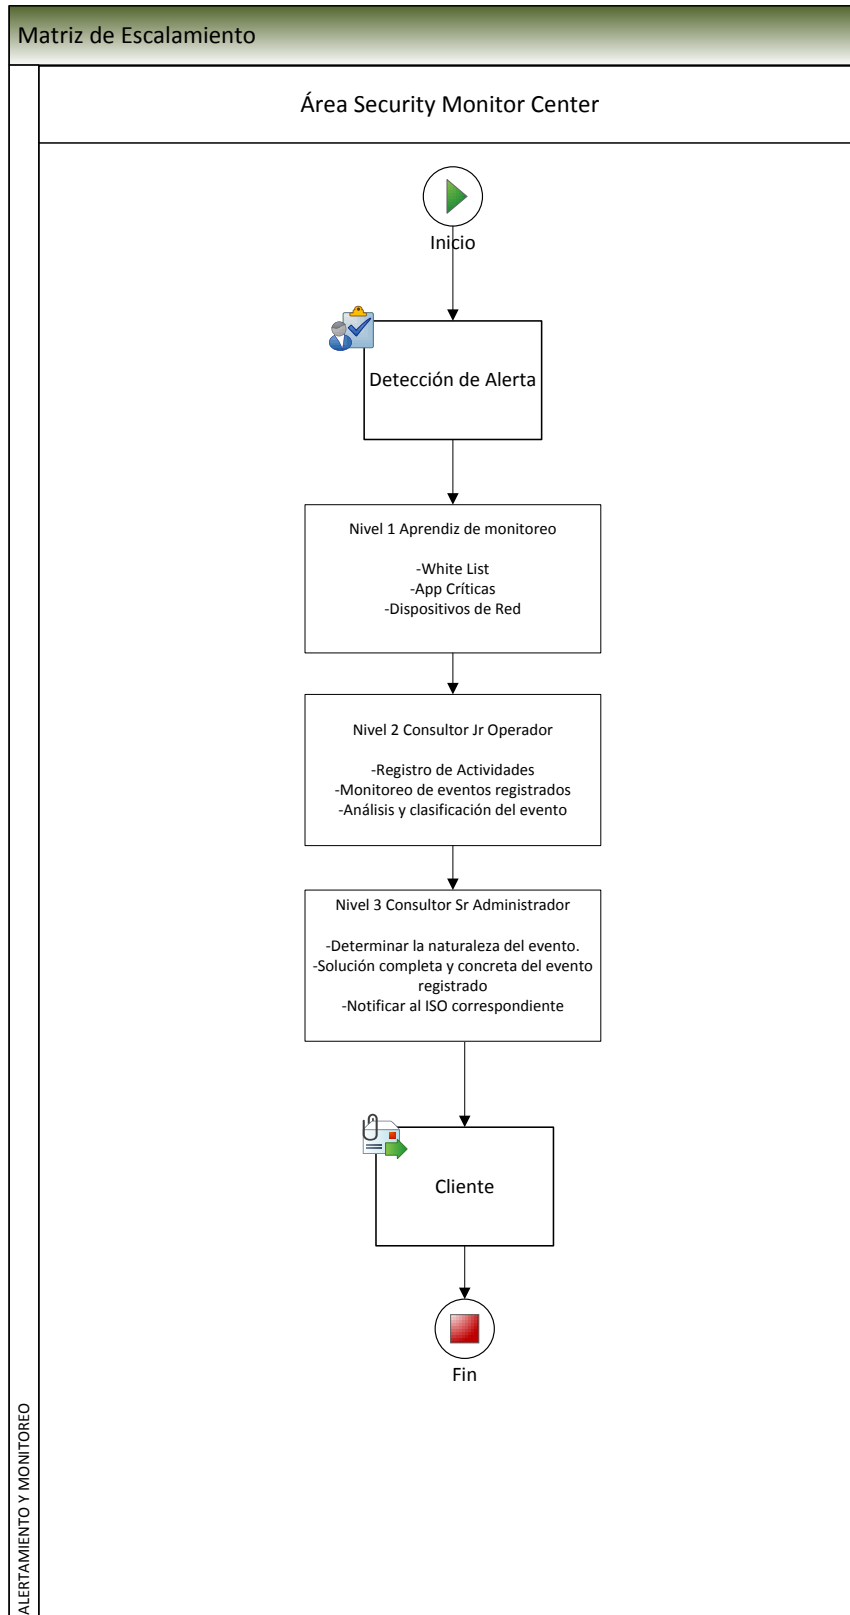 Matriz de Escalamiento
Área Security Monitor Center
Inicio
Detección de Alerta
Nivel 1 Aprendiz de monitoreo
-White List
-App Críticas
-Dispositivos de Red
Nivel 2 Consultor Jr Operador
-Registro de Actividades
-Monitoreo de eventos registrados
-Análisis y clasificación del evento
Nivel 3 Consultor Sr Administrador
-Determinar la naturaleza del evento.
-Solución completa y concreta del evento
registrado
-Notificar al ISO correspondiente
Cliente
Fin
ALERTAMIENTO Y MONITOREO